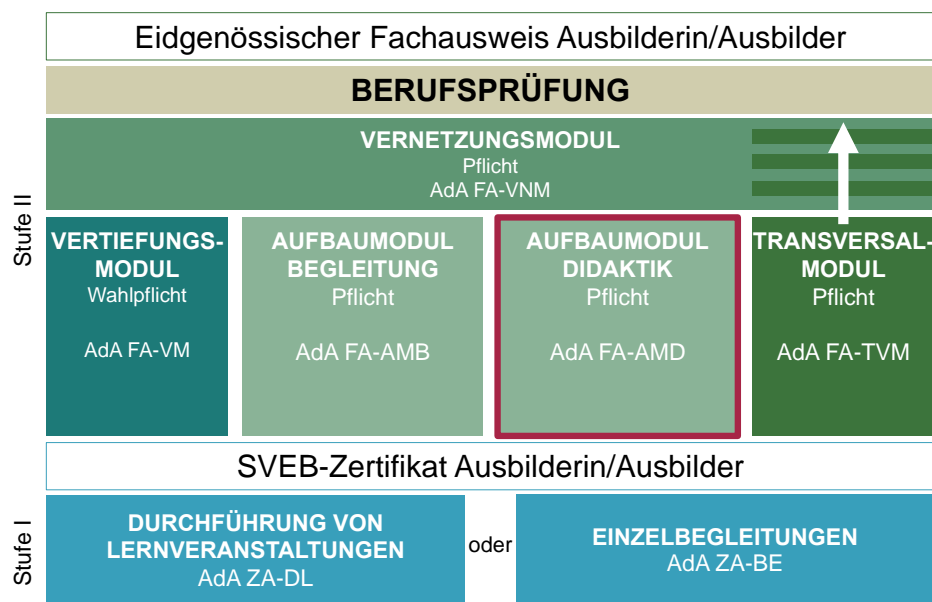 Eidgenössischer Fachausweis Ausbilderin/Ausbilder
BERUFSPRÜFUNG
VERNETZUNGSMODUL
Pflicht
AdA FA-VNM
Stufe II
VERTIEFUNGS-
MODUL
Wahlpflicht
AdA FA-VM
AUFBAUMODUL
BEGLEITUNG
Pflicht
AdA FA-AMB
AUFBAUMODUL
DIDAKTIK
Pflicht
AdA FA-AMD
TRANSVERSAL-
MODUL
Pflicht
AdA FA-TVM
SVEB-Zertifikat Ausbilderin/Ausbilder
Stufe I
DURCHFÜHRUNG VON
LERNVERANSTALTUNGEN
AdA ZA-DL
oder
EINZELBEGLEITUNGEN
AdA ZA-BE